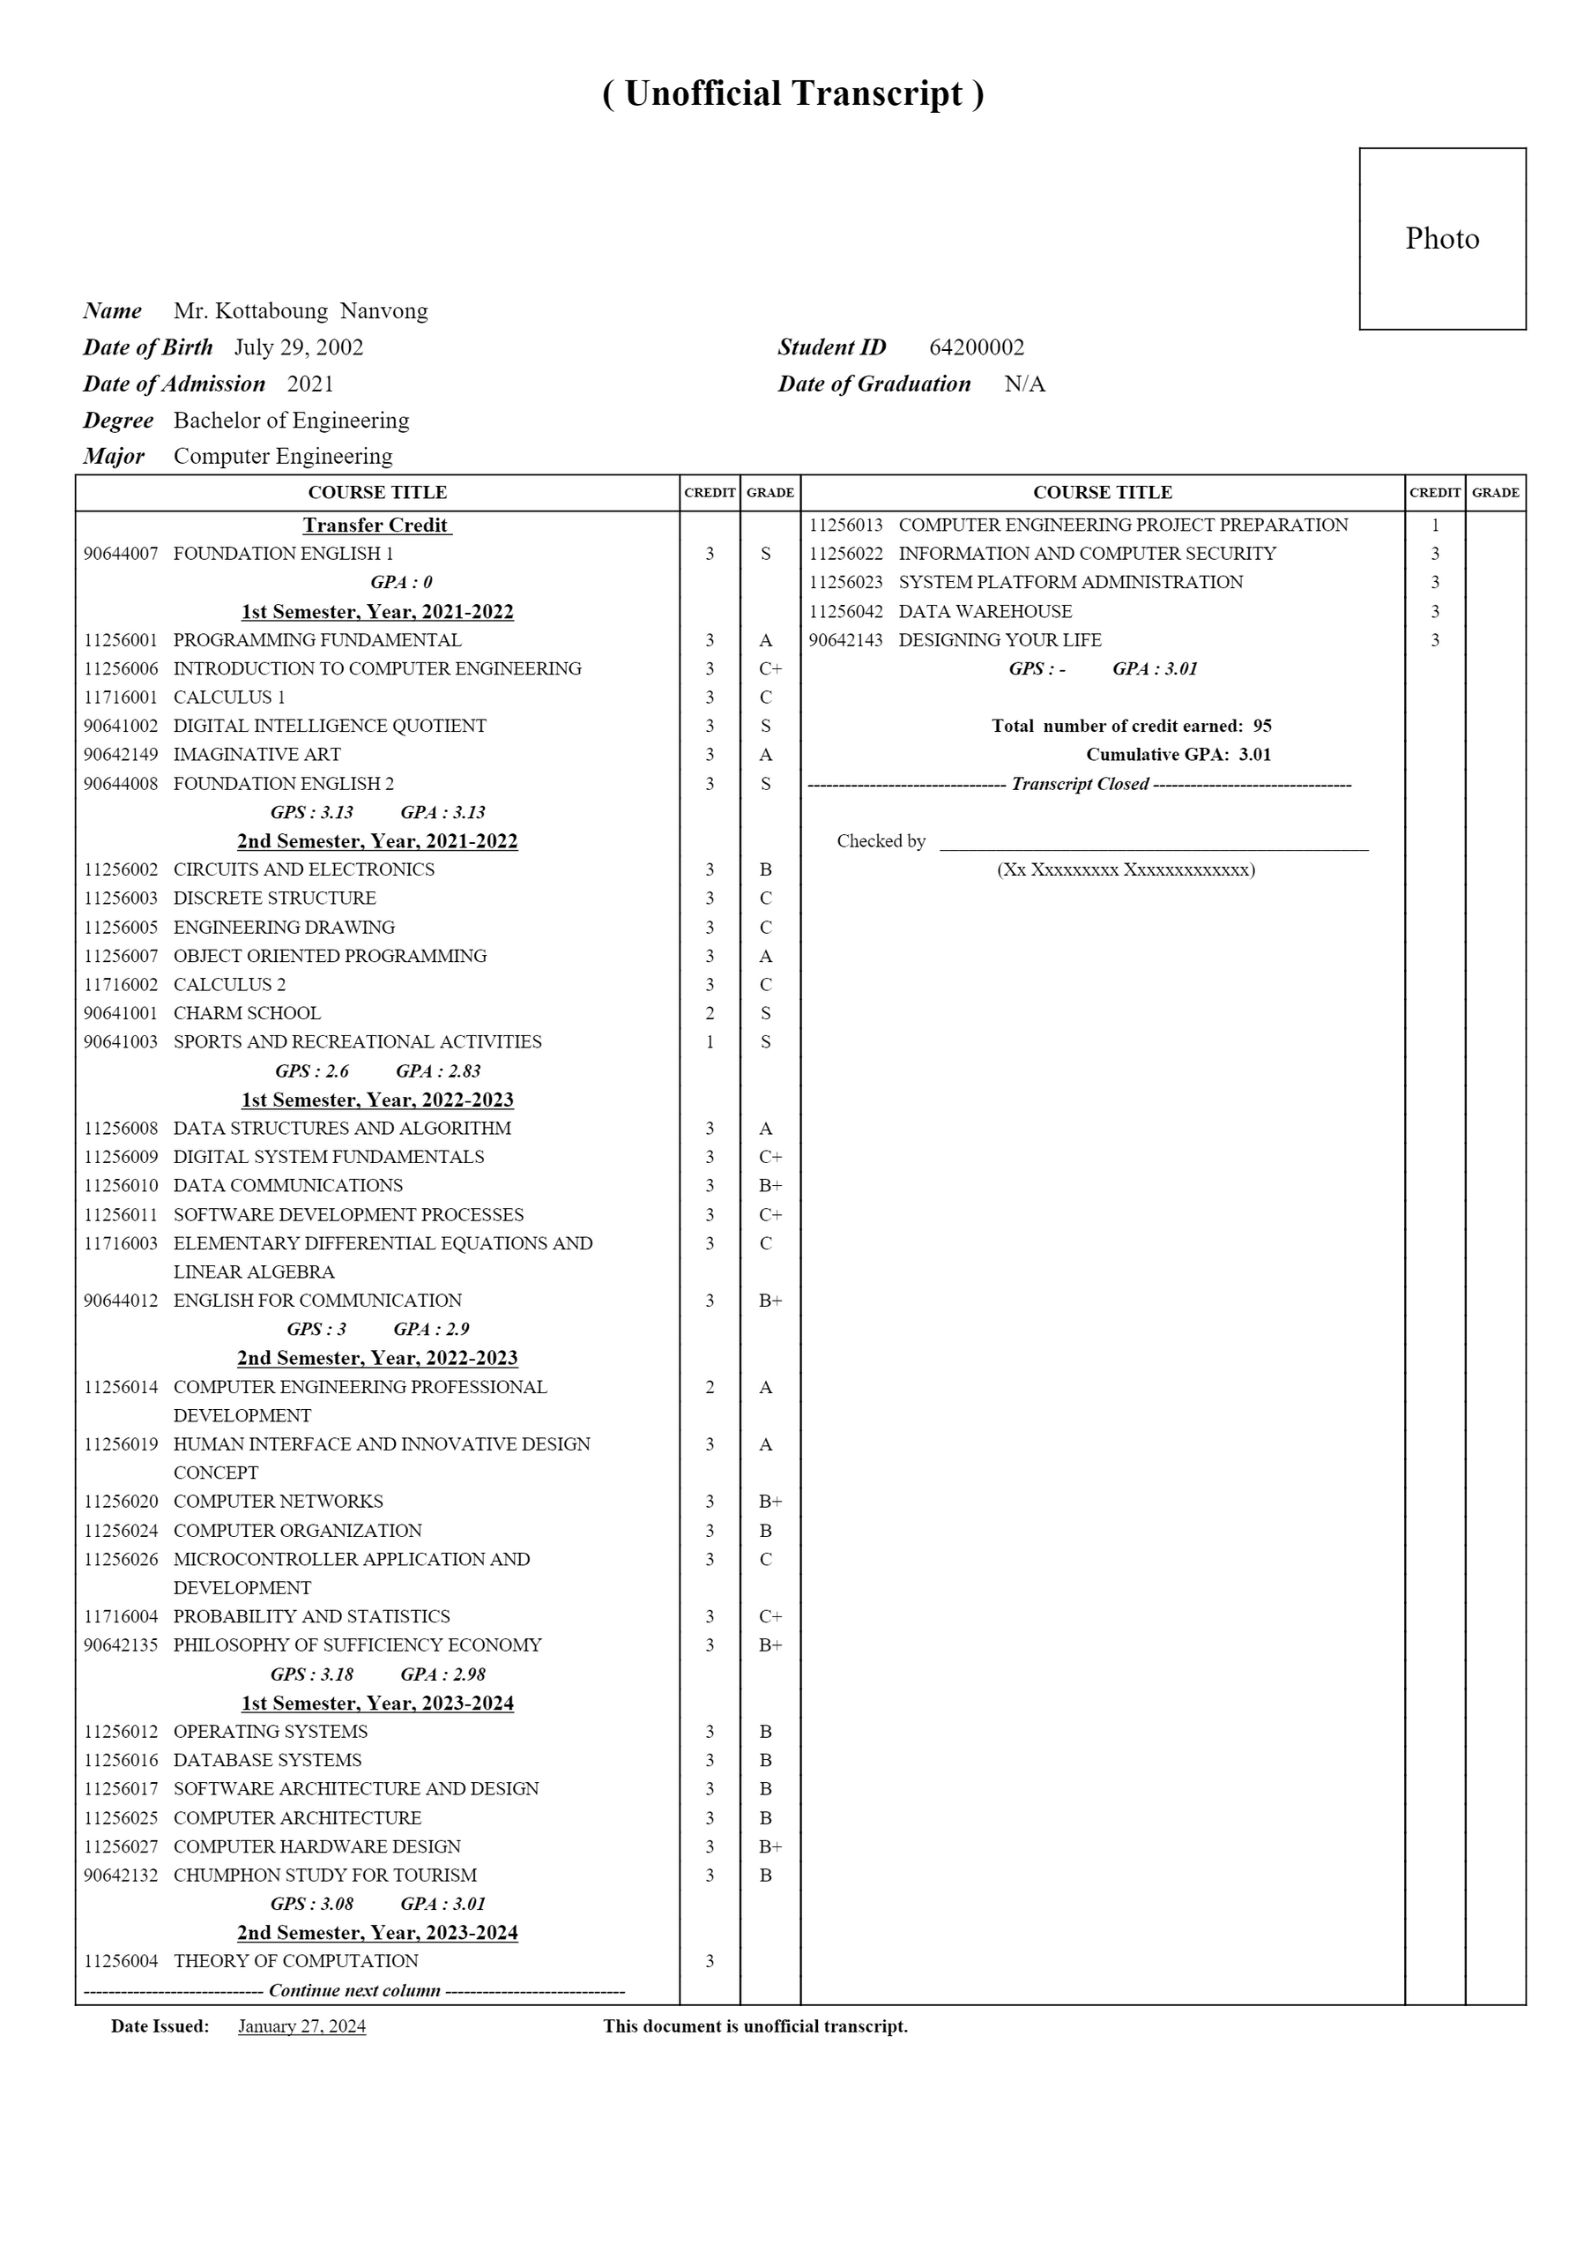 ( Unofficial Transcript )
Photo
Name Mr. Kottaboung Nanvong
Date of Birth July 29, 2002 Student ID 64200002
Date of Admission 2021 Date of Graduation N/A
Degree Bachelor of Engineering
Major Computer Engineering
COURSE TITLE CREDIT GRADE COURSE TITLE CREDIT GRADE
Transfer Credit
90644007 FOUNDATION ENGLISH 1 3 S
GPA : 0
1st Semester, Year, 2021-2022
11256001 PROGRAMMING FUNDAMENTAL 3 A
11256006 INTRODUCTION TO COMPUTER ENGINEERING 3 C+
11716001 CALCULUS 1 3 C
90641002 DIGITAL INTELLIGENCE QUOTIENT 3 S
90642149 IMAGINATIVE ART 3 A
90644008 FOUNDATION ENGLISH 2 3 S
GPS : 3.13 GPA : 3.13
2nd Semester, Year, 2021-2022
11256002 CIRCUITS AND ELECTRONICS 3 B
11256003 DISCRETE STRUCTURE 3 C
11256005 ENGINEERING DRAWING 3 C
11256007 OBJECT ORIENTED PROGRAMMING 3 A
11716002 CALCULUS 2 3 C
90641001 CHARM SCHOOL 2 S
90641003 SPORTS AND RECREATIONAL ACTIVITIES 1 S
GPS : 2.6 GPA : 2.83
1st Semester, Year, 2022-2023
11256008 DATA STRUCTURES AND ALGORITHM 3 A
11256009 DIGITAL SYSTEM FUNDAMENTALS 3 C+
11256010 DATA COMMUNICATIONS 3 B+
11256011 SOFTWARE DEVELOPMENT PROCESSES 3 C+
11716003 ELEMENTARY DIFFERENTIAL EQUATIONS AND 3 C
LINEAR ALGEBRA
90644012 ENGLISH FOR COMMUNICATION 3 B+
GPS : 3 GPA : 2.9
2nd Semester, Year, 2022-2023
11256014 COMPUTER ENGINEERING PROFESSIONAL 2 A
DEVELOPMENT
11256019 HUMAN INTERFACE AND INNOVATIVE DESIGN 3 A
CONCEPT
11256020 COMPUTER NETWORKS 3 B+
11256024 COMPUTER ORGANIZATION 3 B
11256026 MICROCONTROLLER APPLICATION AND 3 C
DEVELOPMENT
11716004 PROBABILITY AND STATISTICS 3 C+
90642135 PHILOSOPHY OF SUFFICIENCY ECONOMY 3 B+
GPS : 3.18 GPA : 2.98
1st Semester, Year, 2023-2024
11256012 OPERATING SYSTEMS 3 B
11256016 DATABASE SYSTEMS 3 B
11256017 SOFTWARE ARCHITECTURE AND DESIGN 3 B
11256025 COMPUTER ARCHITECTURE 3 B
11256027 COMPUTER HARDWARE DESIGN 3 B+
90642132 CHUMPHON STUDY FOR TOURISM 3 B
GPS : 3.08 GPA : 3.01
2nd Semester, Year, 2023-2024
11256004 THEORY OF COMPUTATION 3
----------------------------- Continue next column -----------------------------
11256013 COMPUTER ENGINEERING PROJECT PREPARATION 1
11256022 INFORMATION AND COMPUTER SECURITY 3
11256023 SYSTEM PLATFORM ADMINISTRATION 3
11256042 DATA WAREHOUSE 3
90642143 DESIGNING YOUR LIFE 3
GPS : - GPA : 3.01
Total number of credit earned: 95
Cumulative GPA: 3.01
-------------------------------- Transcript Closed --------------------------------
Checked by ______________________________________________
(Xx Xxxxxxxxx Xxxxxxxxxxxxx)
Date Issued: January 27, 2024 This document is unofficial transcript.